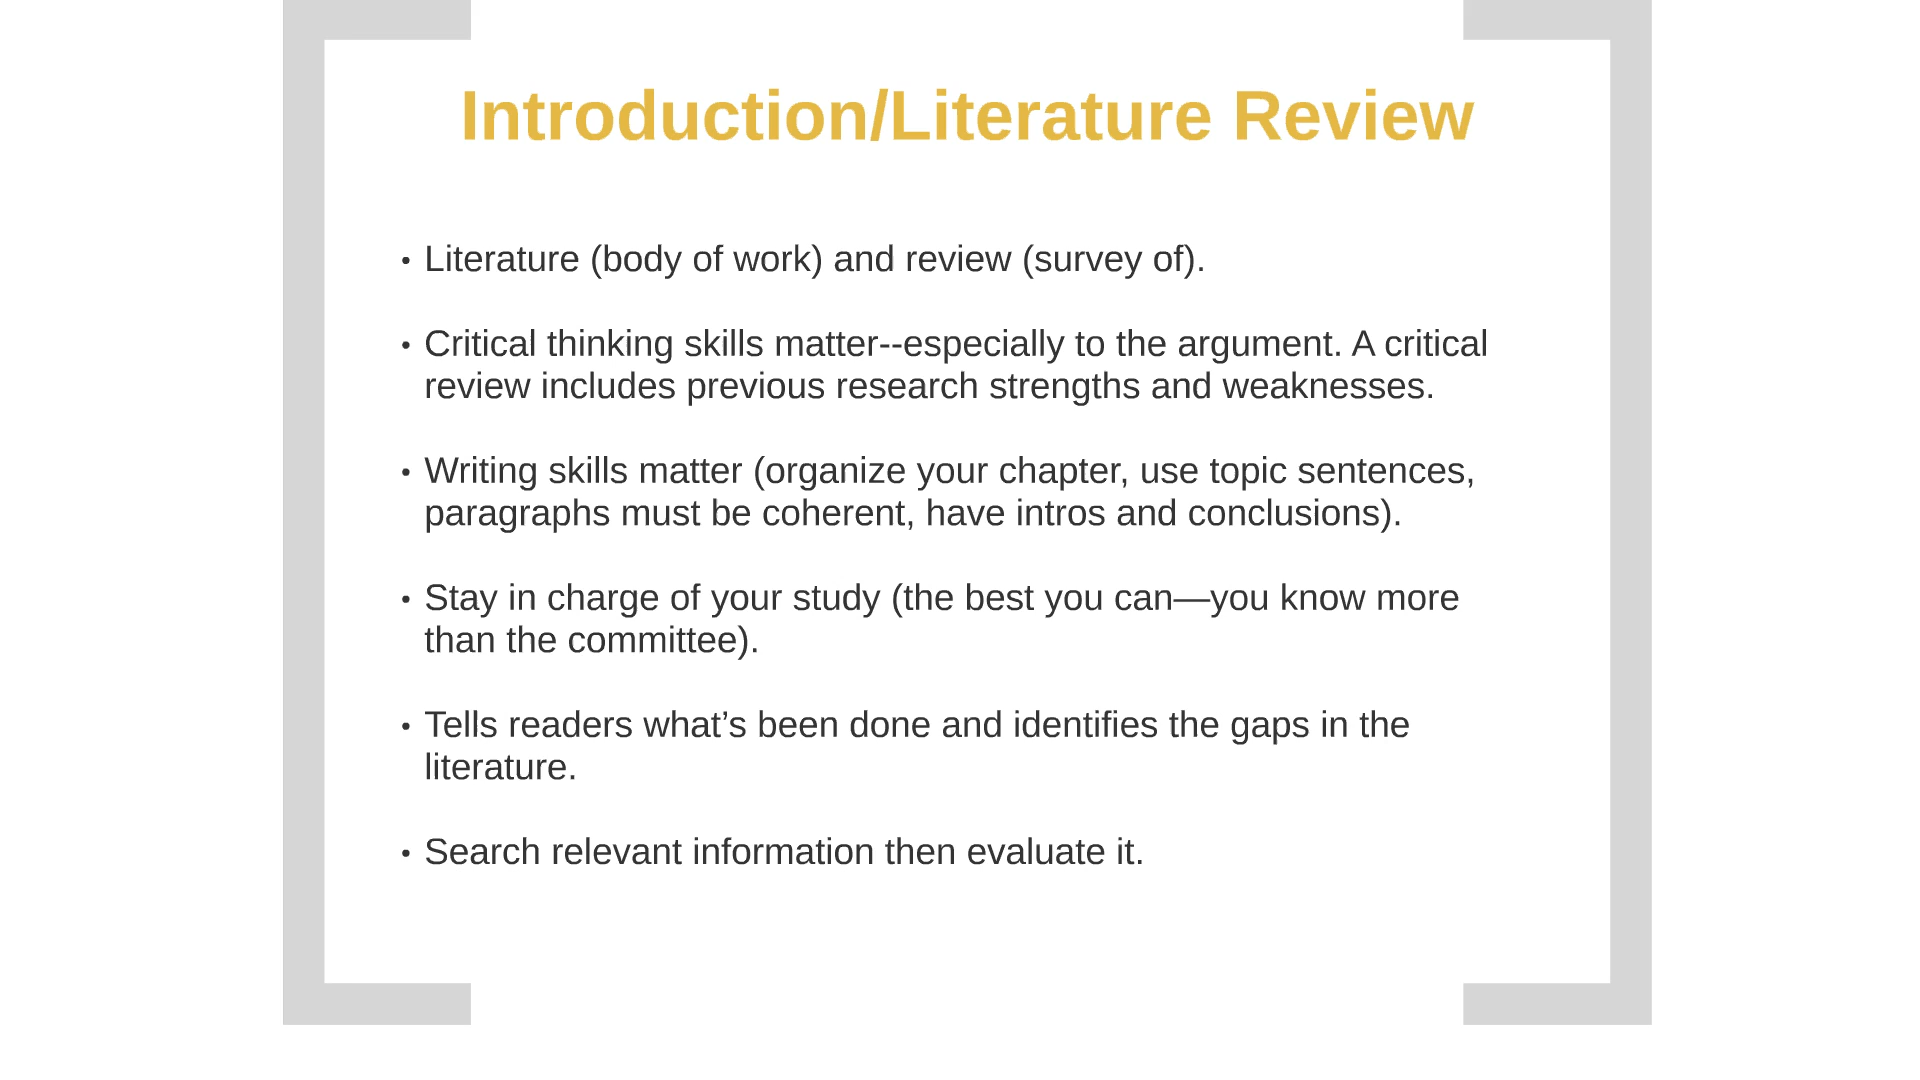 Introduction/Literature Review
• Literature (body of work) and review (survey of).
• Critical thinking skills matter--especially to the argument. A critical
review includes previous research strengths and weaknesses.
• Writing skills matter (organize your chapter, use topic sentences,
paragraphs must be coherent, have intros and conclusions).
• Stay in charge of your study (the best you can—you know more
than the committee).
• Tells readers what’s been done and identifies the gaps in the
literature.
• Search relevant information then evaluate it.